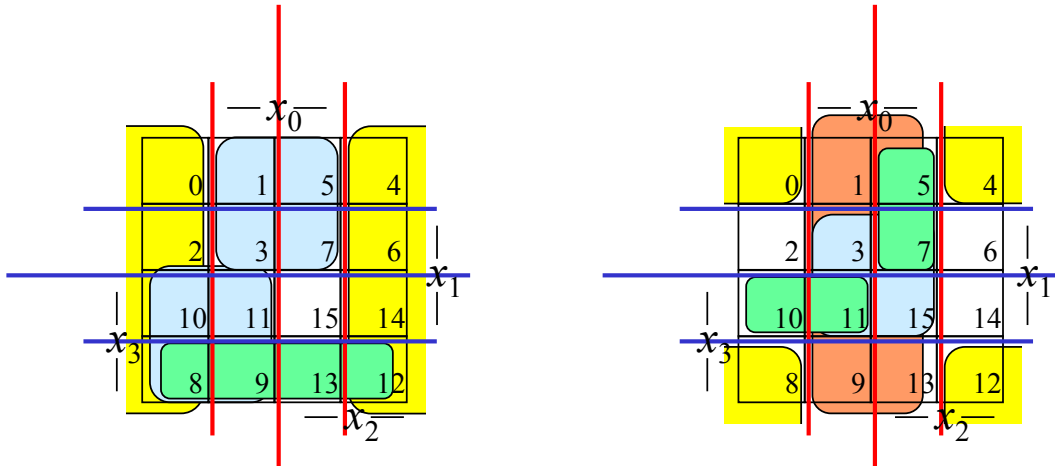 x₀ x₀
0 1 5 4 0 1 5 4
2 3 7 6 2 3 7 6
x₁ x₁
10 11 15 14 10 11 15 14
x₃ x₃
8 9 13 12 8 9 13 12
x₂ x₂